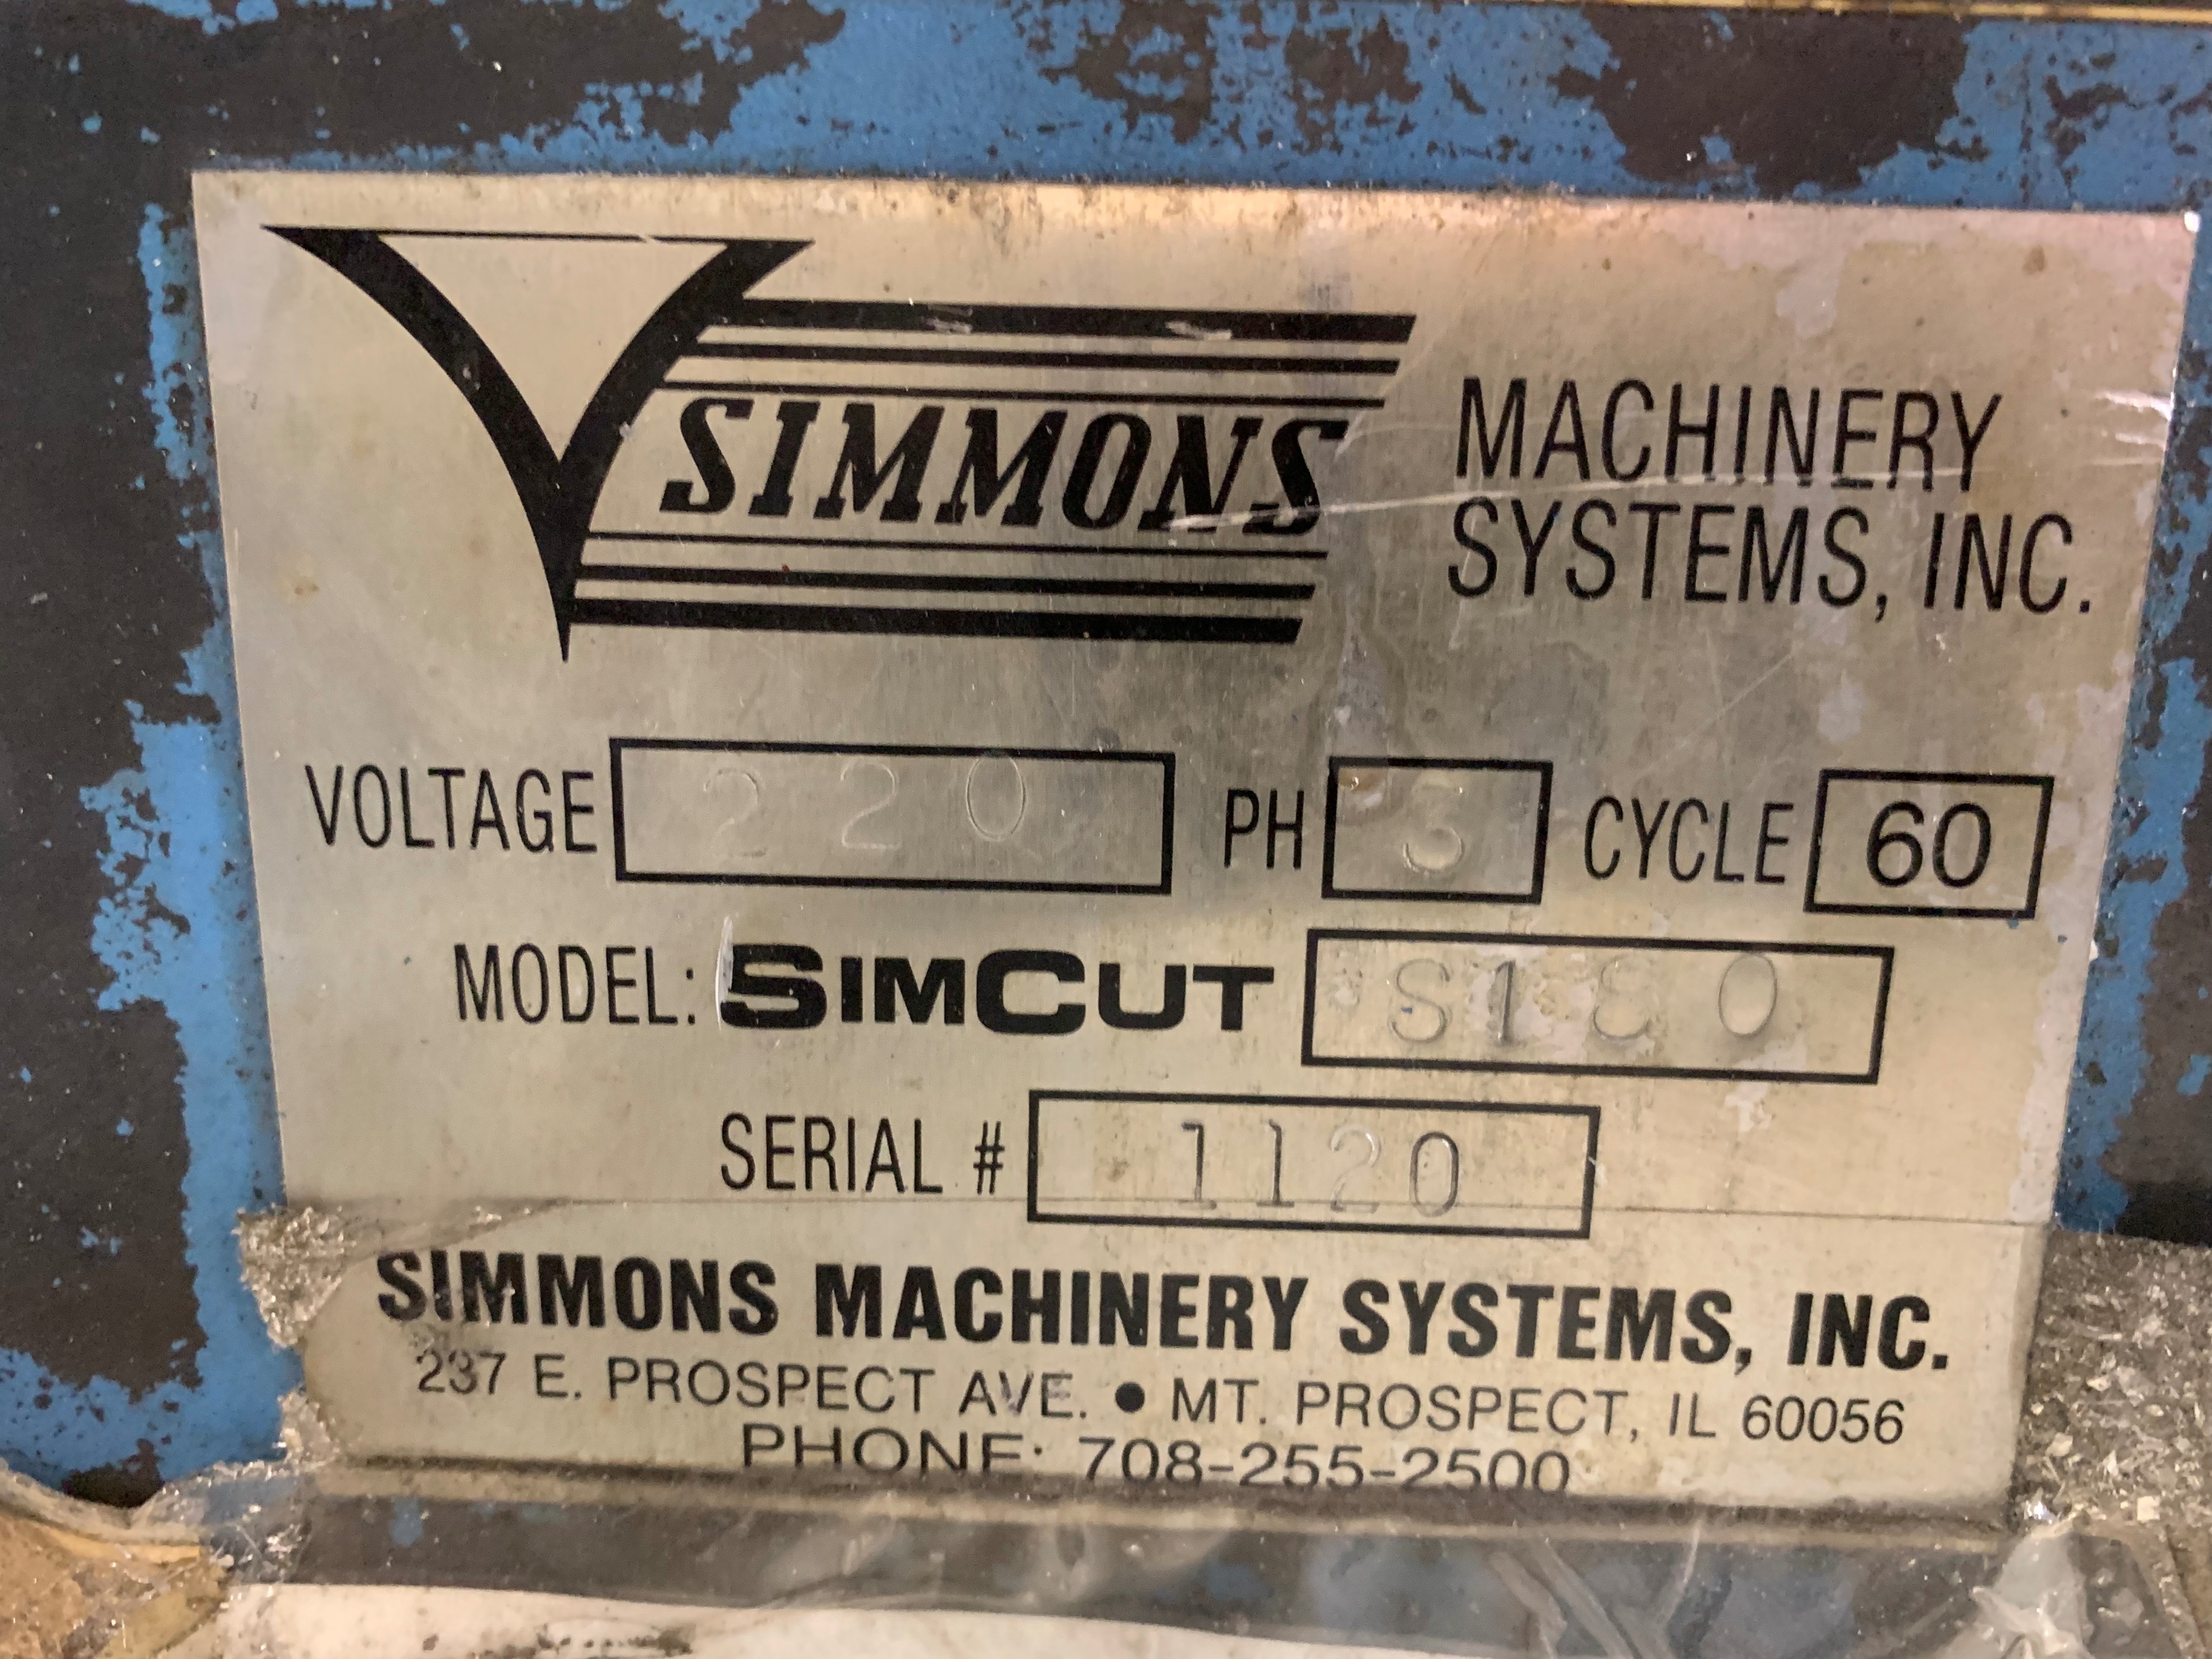 SIMMONS
MACHINERY
SYSTEMS, INC.
VOLTAGE 220 PH 3 CYCLE 60
MODEL: SIMCUT
SERIAL # 1120
SIMMONS MACHINERY SYSTEMS, INC.
237 E. PROSPECT AVE. • MT. PROSPECT, IL 60056
PHONE: 708-255-2500